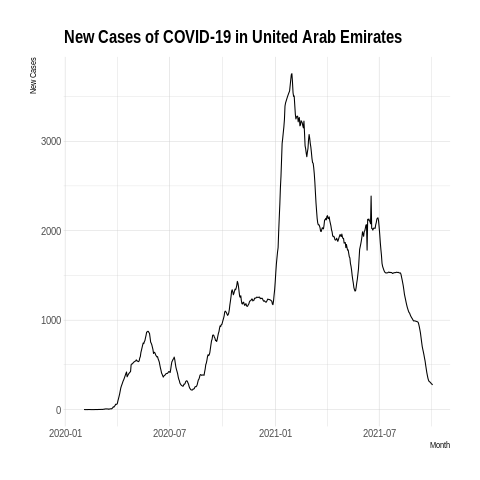 New Cases of COVID-19 in United Arab Emirates
New Cases
3000
2000
1000
0
2020-01 2020-07 2021-01 2021-07
Month